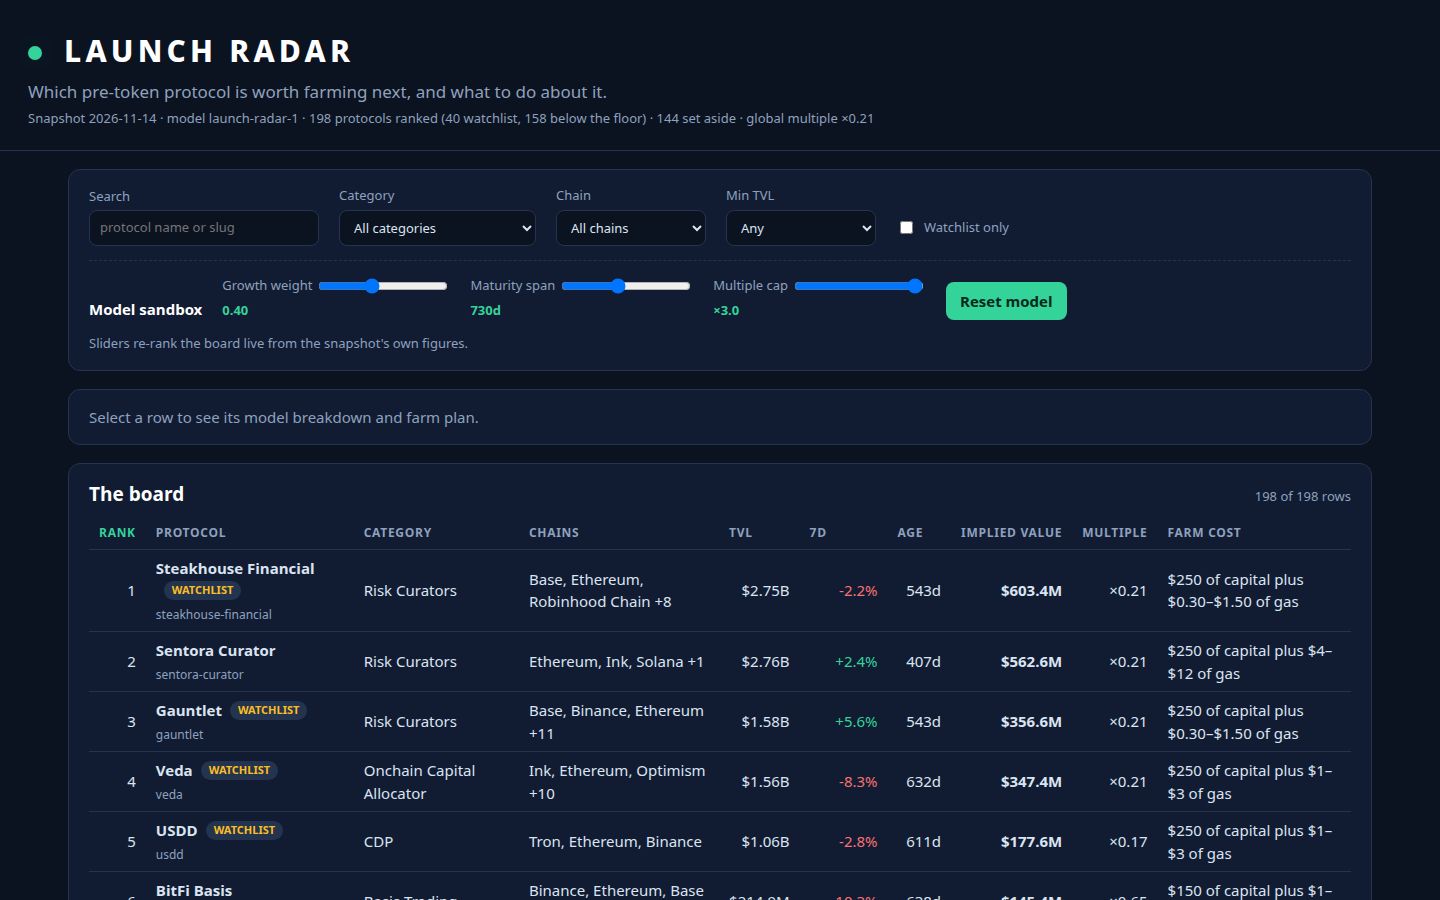 LAUNCH RADAR
Which pre-token protocol is worth farming next, and what to do about it.
Snapshot 2026-11-14 · model launch-radar-1 · 198 protocols ranked (40 watchlist, 158 below the floor) · 144 set aside · global multiple ×0.21
Search Category Chain Min TVL
protocol name or slug All categories All chains Any Watchlist only
Growth weight Maturity span Multiple cap
Model sandbox 0.40 730d ×3.0 Reset model
Sliders re-rank the board live from the snapshot's own figures.
Select a row to see its model breakdown and farm plan.
The board 198 of 198 rows
RANK PROTOCOL CATEGORY CHAINS TVL 7D AGE IMPLIED VALUE MULTIPLE FARM COST
1 Steakhouse Financial WATCHLIST steakhouse-financial Risk Curators Base, Ethereum, Robinhood Chain +8 $2.75B -2.2% 543d $603.4M ×0.21 $250 of capital plus $0.30–$1.50 of gas
2 Sentora Curator sentora-curator Risk Curators Ethereum, Ink, Solana +1 $2.76B +2.4% 407d $562.6M ×0.21 $250 of capital plus $4–$12 of gas
3 Gauntlet WATCHLIST gauntlet Risk Curators Base, Binance, Ethereum +11 $1.58B +5.6% 543d $356.6M ×0.21 $250 of capital plus $0.30–$1.50 of gas
4 Veda WATCHLIST veda Onchain Capital Allocator Ink, Ethereum, Optimism +10 $1.56B -8.3% 632d $347.4M ×0.21 $250 of capital plus $1–$3 of gas
5 USDD WATCHLIST usdd CDP Tron, Ethereum, Binance $1.06B -2.8% 611d $177.6M ×0.17 $250 of capital plus $1–$3 of gas
BitFi Basis Binance, Ethereum, Base $150 of capital plus $1–